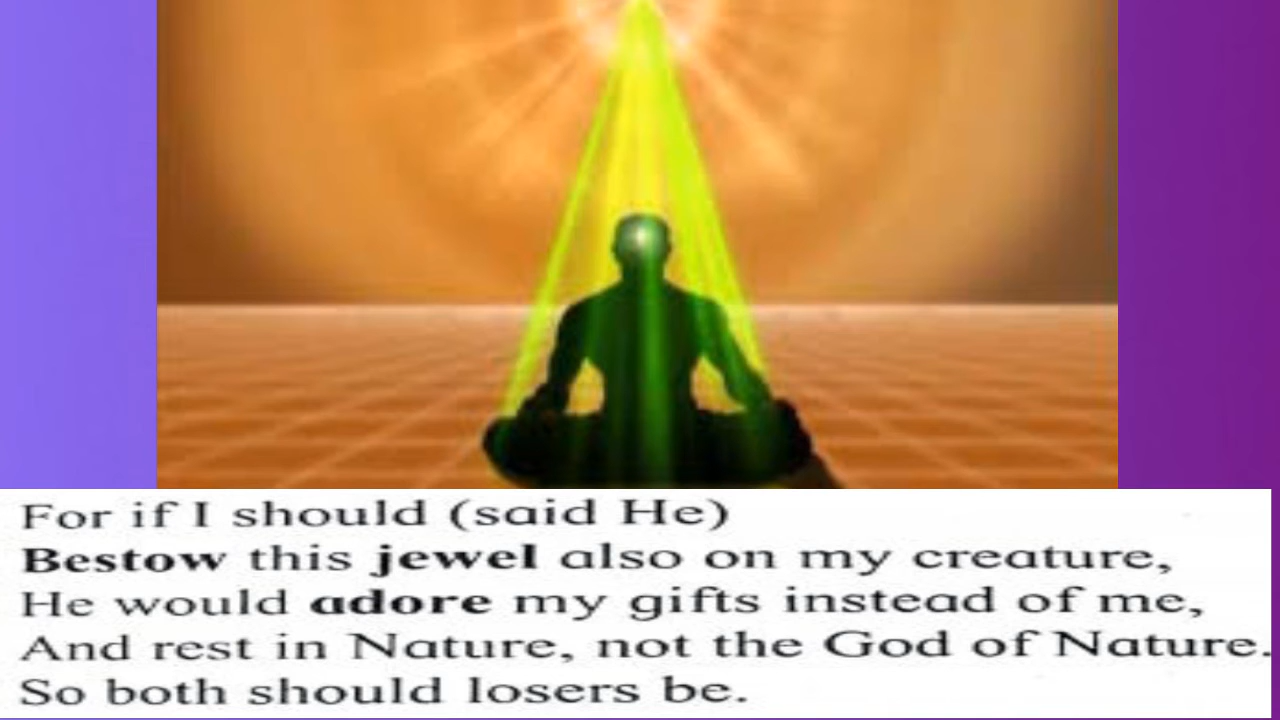 For if I should (said He)
Bestow this jewel also on my creature,
He would adore my gifts instead of me,
And rest in Nature, not the God of Nature.
So both should losers be.